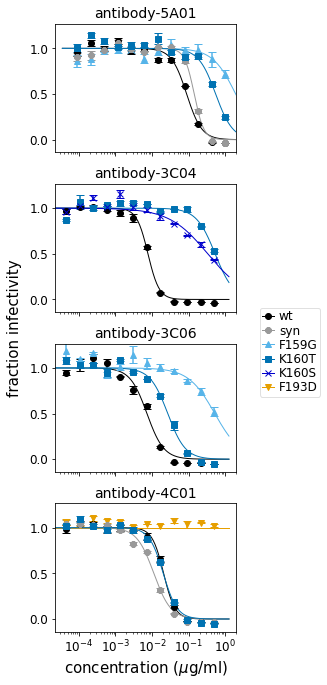 antibody-5A01
1.0
0.5
0.0
antibody-3C04
1.0
0.5
0.0
fraction infectivity
wt
syn
F159G
K160T
K160S
F193D
antibody-3C06
1.0
0.5
0.0
antibody-4C01
1.0
0.5
0.0
10⁻⁴ 10⁻³ 10⁻² 10⁻¹ 10⁰
concentration (μg/ml)